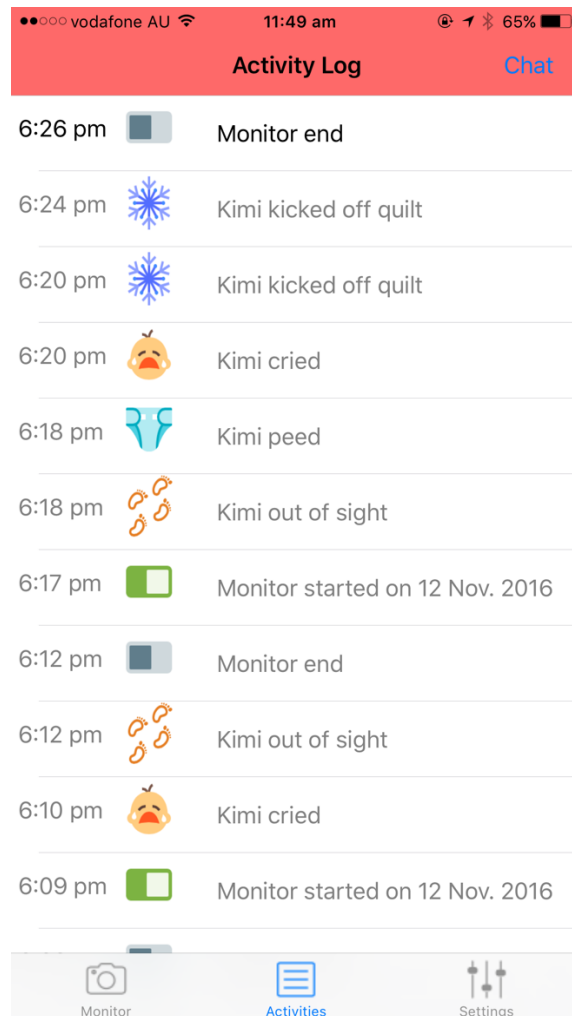 vodafone AU 11:49 am 65%
Activity Log Chat
6:26 pm Monitor end
6:24 pm Kimi kicked off quilt
6:20 pm Kimi kicked off quilt
6:20 pm Kimi cried
6:18 pm Kimi peed
6:18 pm Kimi out of sight
6:17 pm Monitor started on 12 Nov. 2016
6:12 pm Monitor end
6:12 pm Kimi out of sight
6:10 pm Kimi cried
6:09 pm Monitor started on 12 Nov. 2016
Monitor Activities Settings